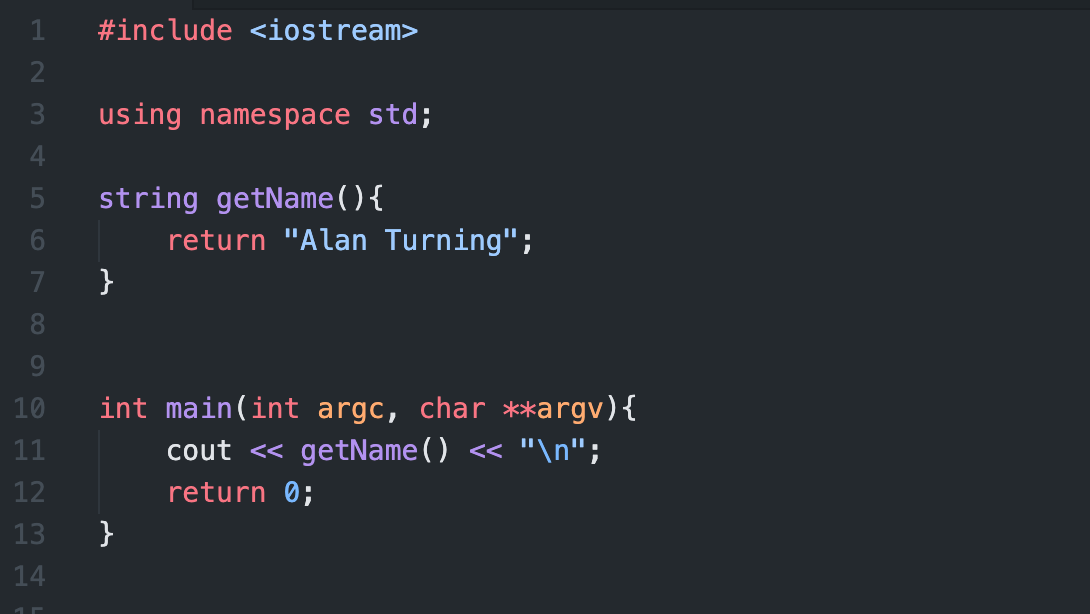 1 #include <iostream>
2
3 using namespace std;
4
5 string getName(){
6     return "Alan Turning";
7 }
8
9
10 int main(int argc, char **argv){
11     cout << getName() << "\n";
12     return 0;
13 }
14
15